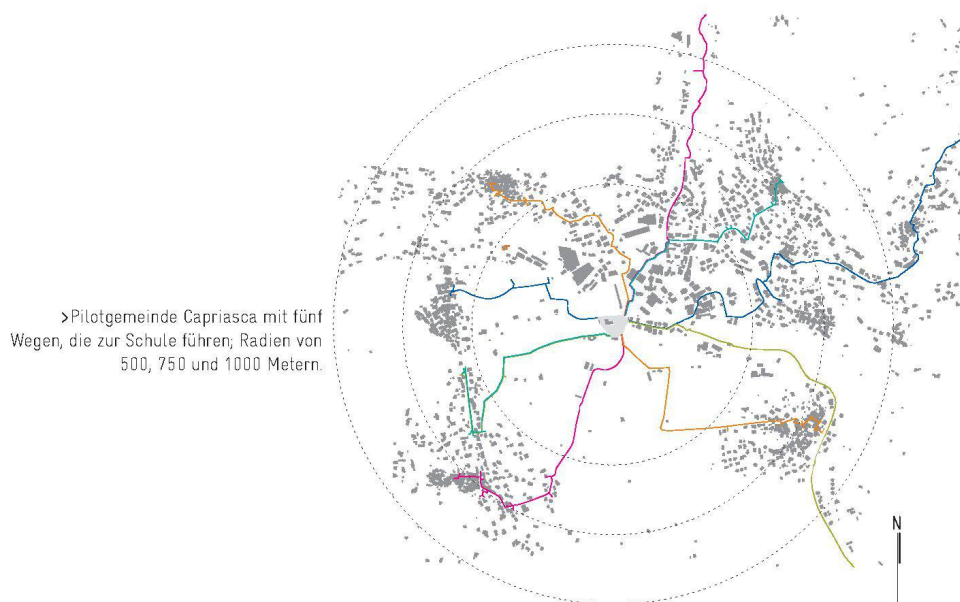 >Pilotgemeinde Capriasca mit fünf
Wegen, die zur Schule führen; Radien von
500, 750 und 1000 Metern.
N